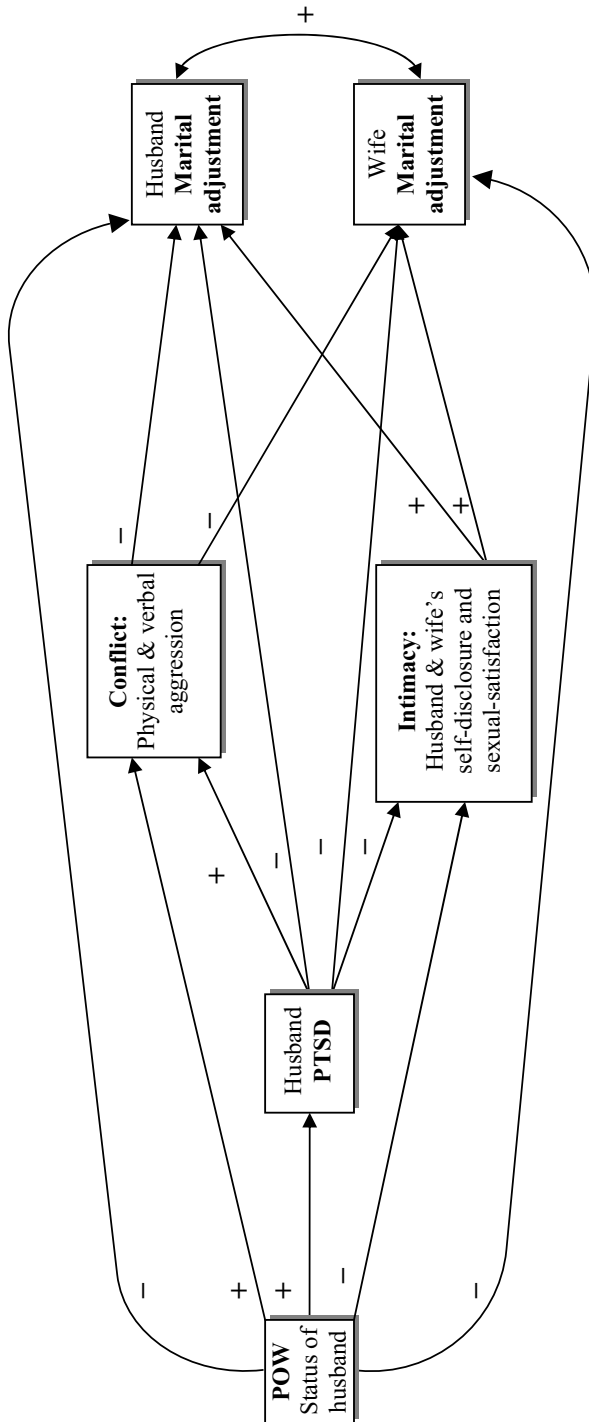 POW
Status of
husband
−
+
+
−
−
Husband
PTSD
+
−
−
−
Conflict:
Physical & verbal
aggression
Intimacy:
Husband & wife's
self-disclosure and
sexual-satisfaction
−
−
+
+
Husband
Marital
adjustment
Wife
Marital
adjustment
+